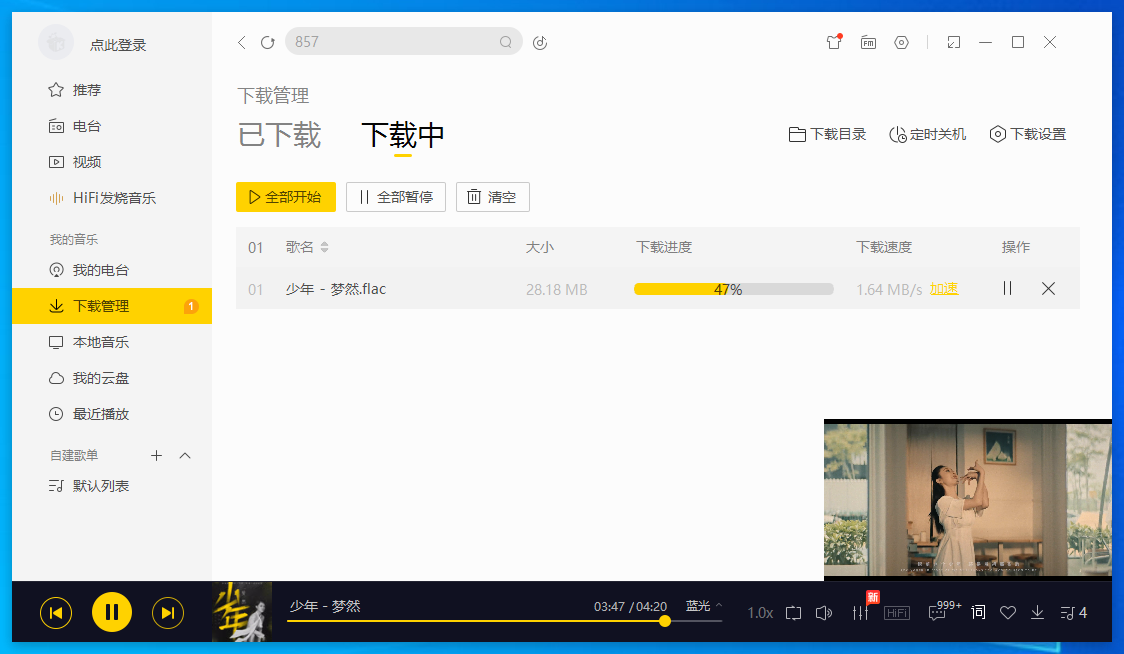 点此登录
857
FM
推荐
电台
视频
HiFi发烧音乐
我的音乐
我的电台
下载管理 1
本地音乐
我的云盘
最近播放
自建歌单
默认列表
下载管理
已下载 下载中
下载目录 定时关机 下载设置
全部开始 全部暂停 清空
01 歌名 大小 下载进度 下载速度 操作
01 少年 - 梦然.flac 28.18 MB 47% 1.64 MB/s 加速
少年
少年 - 梦然 03:47 / 04:20 蓝光
1.0x 新 HiFi 999+ 词 4